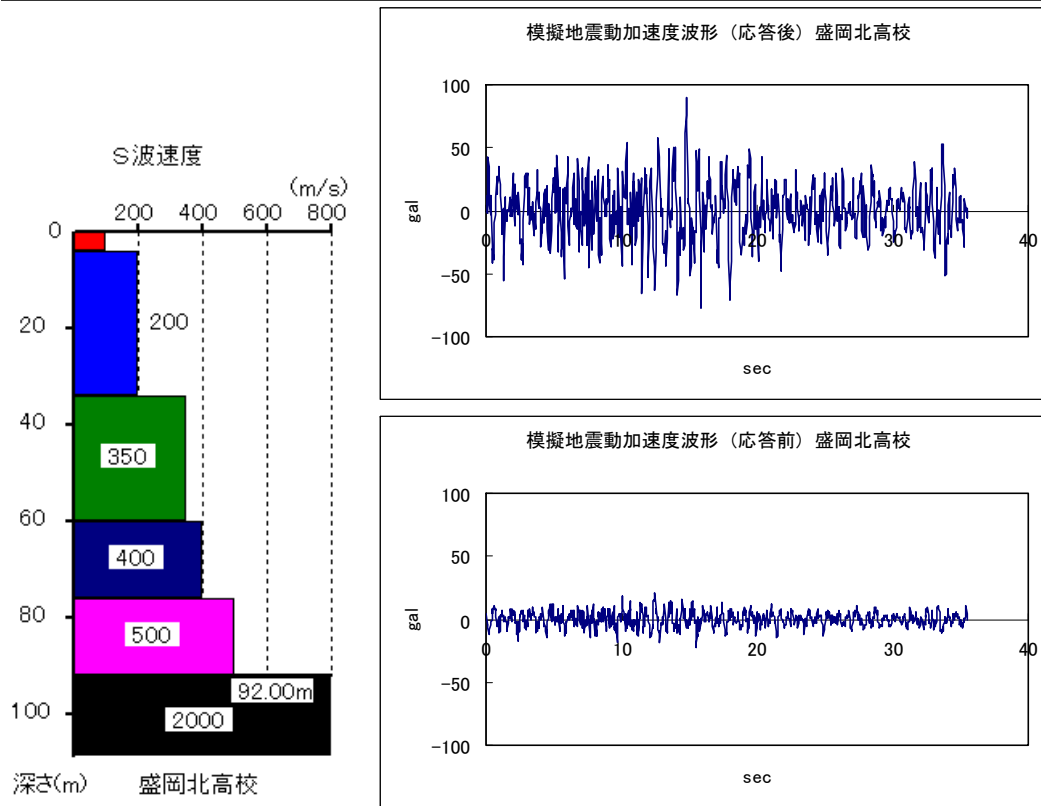 S波速度
(m/s)
200 400 600 800
0
200
20
40
350
60
400
80
500
92.00m
100
2000
深さ(m) 盛岡北高校
模擬地震動加速度波形（応答後）盛岡北高校
100
50
gal
0
0 10 20 30 40
-50
-100
sec
模擬地震動加速度波形（応答前）盛岡北高校
100
50
gal
0
0 10 20 30 40
-50
-100
sec